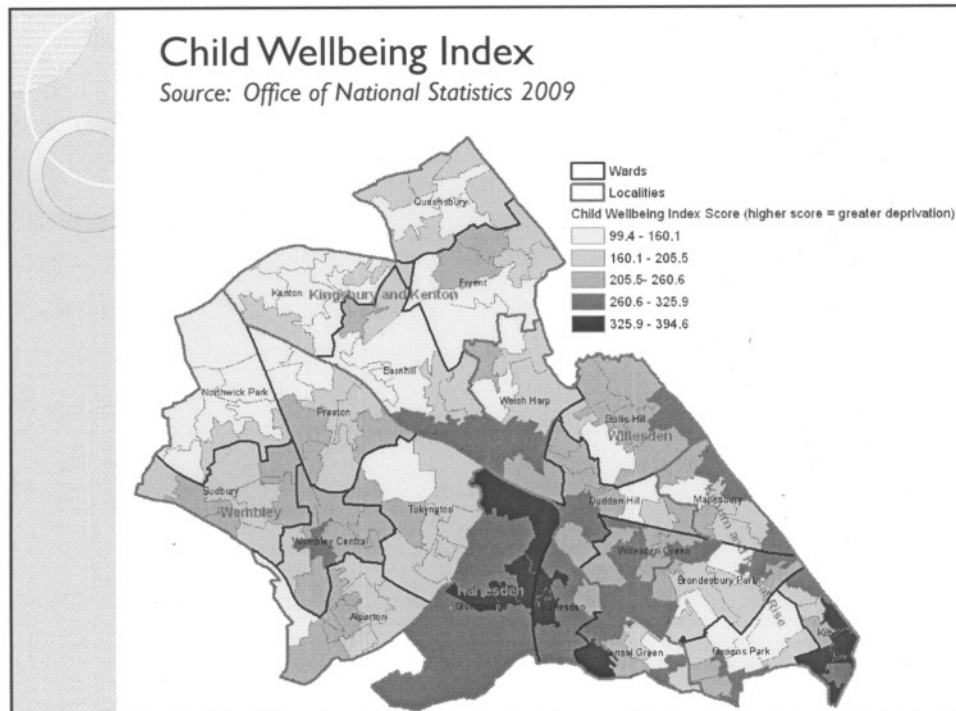 Child Wellbeing Index
Source: Office of National Statistics 2009
Wards
Localities
Child Wellbeing Index Score (higher score = greater deprivation)
99.4 - 160.1
160.1 - 205.5
205.5- 260.6
260.6 - 325.9
325.9 - 394.6
Queensbury
Fryent
Kenton
Kingsbury and Kenton
Barnhill
Northwick Park
Welsh Harp
Preston
Dollis Hill
Willesden
Sudbury
Wembley
Tokyngton
Dudden Hill
Mapesbury
Wembley Central
Willesden Green
Harlesden
Brondesbury Park
Alperton
Queens Park